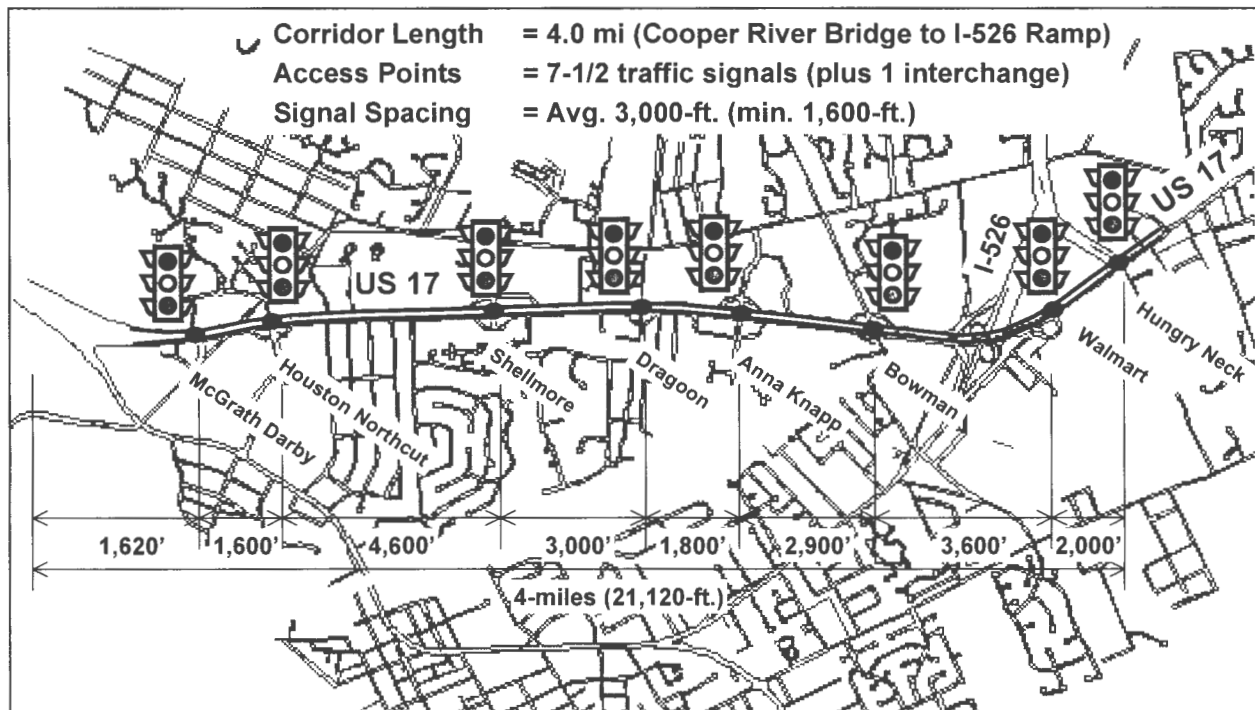 Corridor Length = 4.0 mi (Cooper River Bridge to I-526 Ramp)
Access Points = 7-1/2 traffic signals (plus 1 interchange)
Signal Spacing = Avg. 3,000-ft. (min. 1,600-ft.)
US 17
I-526
US 17
McGrath Darby
Houston Northcut
Shellmore
Dragoon
Anna Knapp
Bowman
Walmart
Hungry Neck
1,620' 1,600' 4,600' 3,000' 1,800' 2,900' 3,600' 2,000'
4-miles (21,120-ft.)